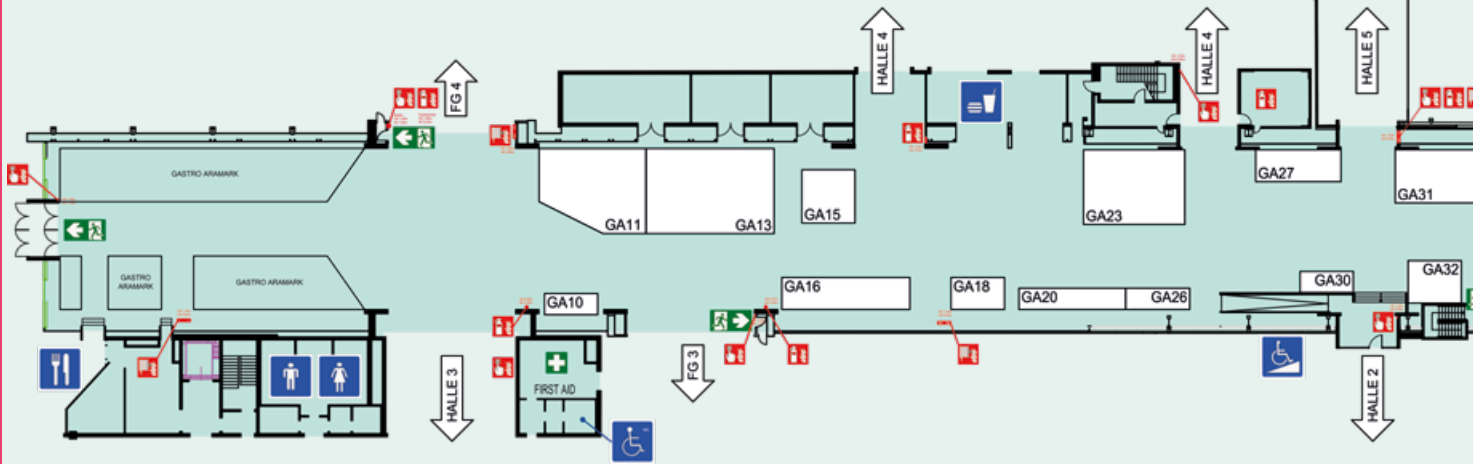 HALLE 4
HALLE 4
HALLE 5
FG 4
GASTRO ARAMARK
GA11
GA13
GA15
GA23
GA27
GA31
GASTRO
ARAMARK
GASTRO ARAMARK
GA10
GA16
GA18
GA20
GA26
GA30
GA32
HALLE 3
FIRST AID
FG 3
HALLE 2